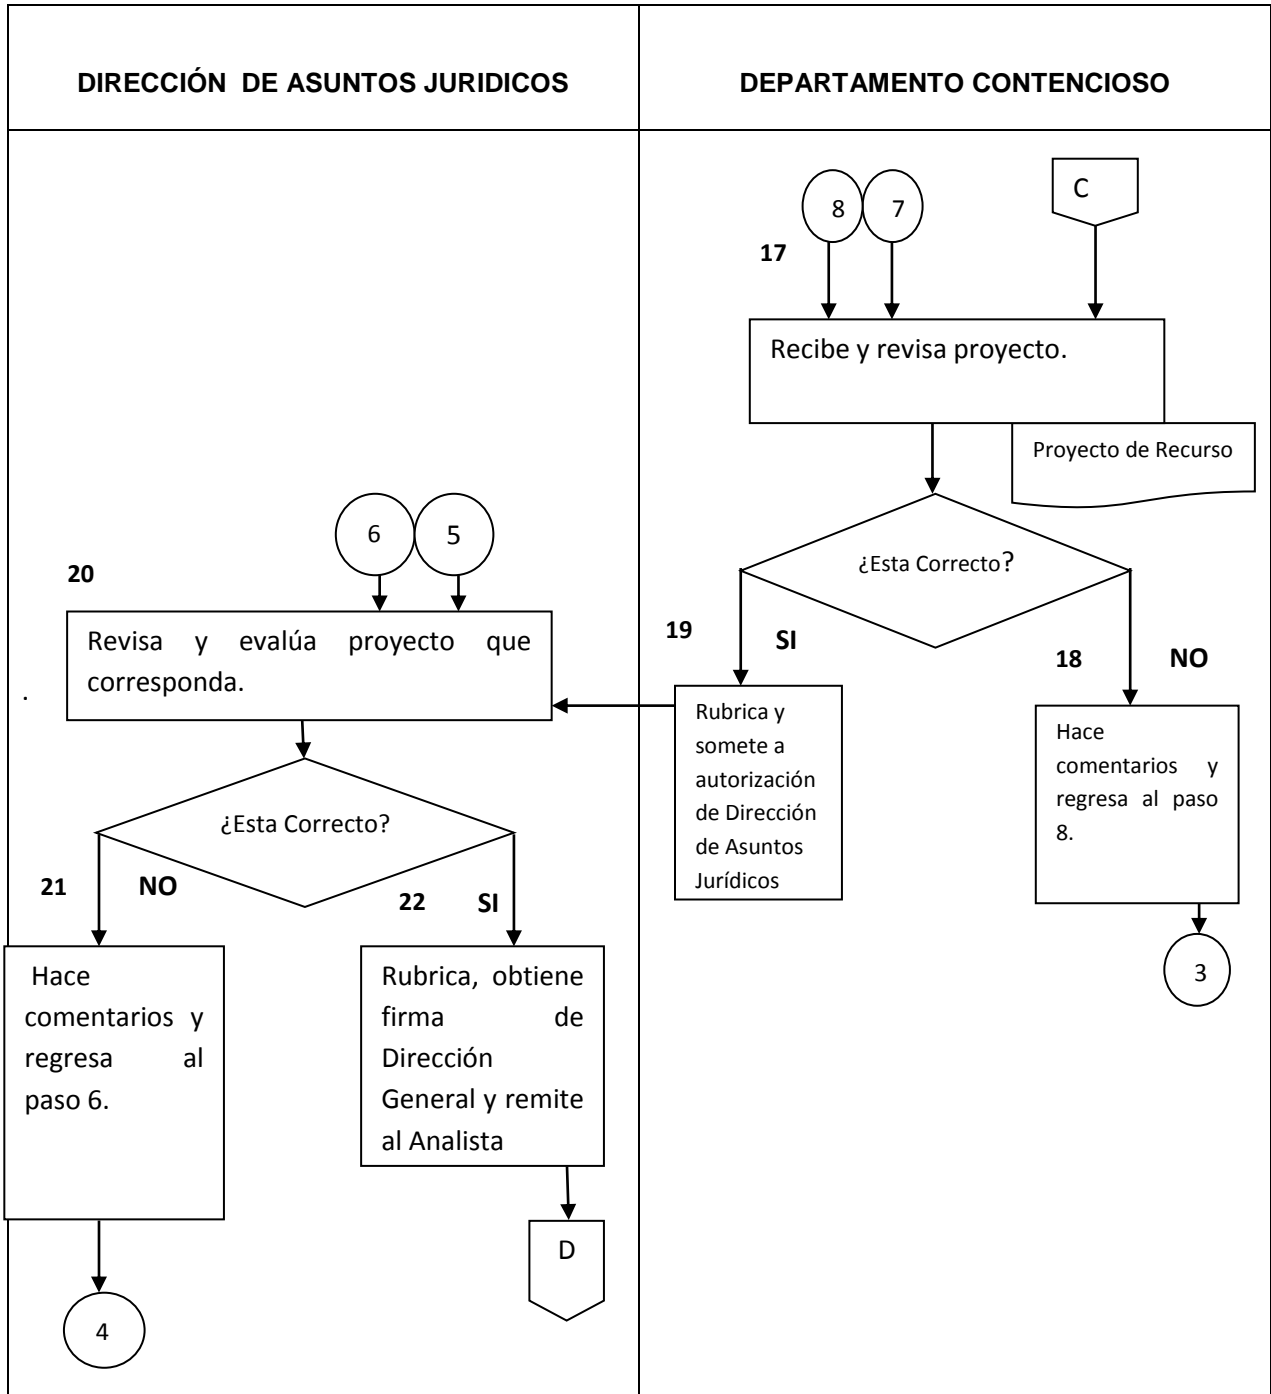 DIRECCIÓN DE ASUNTOS JURIDICOS
DEPARTAMENTO CONTENCIOSO
8
7
C
17
Recibe y revisa proyecto.
Proyecto de Recurso
¿Esta Correcto?
19
SI
18
NO
Rubrica y
somete a
autorización
de Dirección
de Asuntos
Jurídicos
Hace
comentarios y
regresa al paso
8.
3
6
5
20
Revisa y evalúa proyecto que
corresponda.
.
¿Esta Correcto?
21
NO
22
SI
Hace
comentarios y
regresa al
paso 6.
Rubrica, obtiene
firma de
Dirección
General y remite
al Analista
D
4